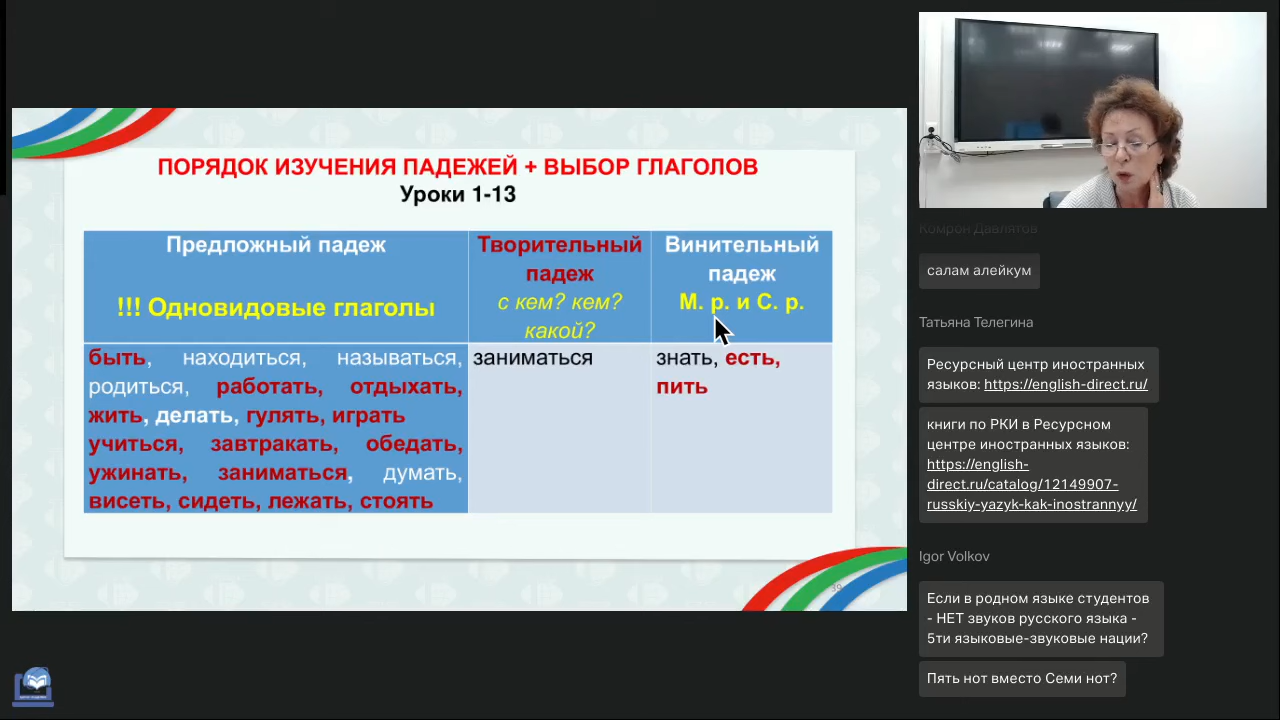 ПОРЯДОК ИЗУЧЕНИЯ ПАДЕЖЕЙ + ВЫБОР ГЛАГОЛОВ
Уроки 1-13
Предложный падеж
!!! Одновидовые глаголы
Творительный
падеж
с кем? кем?
какой?
Винительный
падеж
М. р. и С. р.
быть, находиться, называться,
родиться, работать, отдыхать,
жить, делать, гулять, играть
учиться, завтракать, обедать,
ужинать, заниматься, думать,
висеть, сидеть, лежать, стоять
заниматься
знать, есть,
пить
39
Комрон Давлятов
салам алейкум
Татьяна Телегина
Ресурсный центр иностранных
языков: https://english-direct.ru/
книги по РКИ в Ресурсном
центре иностранных языков:
https://english-
direct.ru/catalog/12149907-
russkiy-yazyk-kak-inostrannyy/
Igor Volkov
Если в родном языке студентов
- НЕТ звуков русского языка -
5ти языковые-звуковые нации?
Пять нот вместо Семи нот?